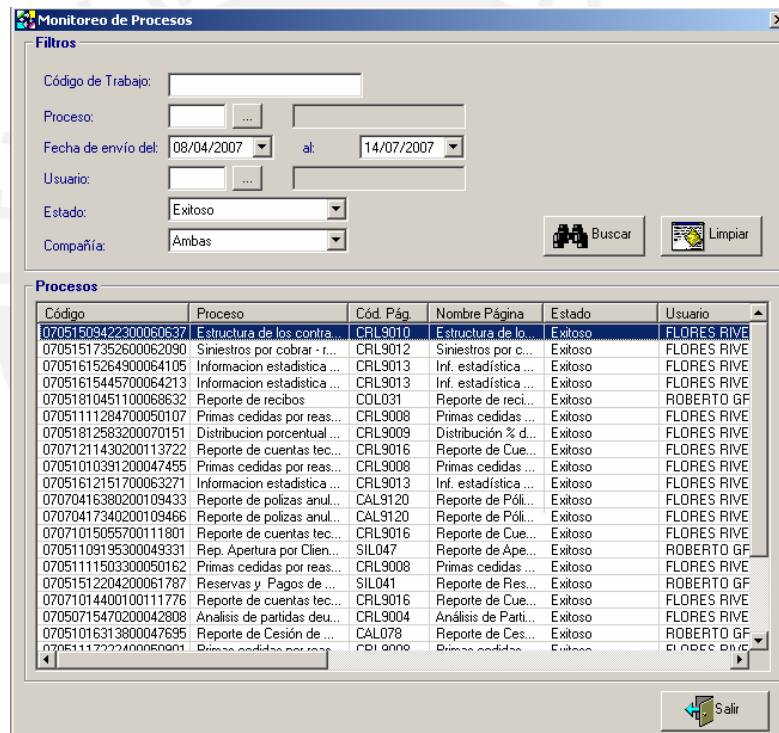 Monitoreo de Procesos
Filtros
Código de Trabajo:
Proceso: ...
Fecha de envío del: 08/04/2007 al: 14/07/2007
Usuario: ...
Estado: Exitoso
Compañía: Ambas
Buscar Limpiar
Procesos
Código Proceso Cód. Pág. Nombre Página Estado Usuario
07051509422300060637 Estructura de los contra... CRL9010 Estructura de lo... Exitoso FLORES RIVE
07051517352600062090 Siniestros por cobrar - r... CRL9012 Siniestros por c... Exitoso FLORES RIVE
07051615264900064105 Informacion estadistica ... CRL9013 Inf. estadística ... Exitoso FLORES RIVE
07051615445700064213 Informacion estadistica ... CRL9013 Inf. estadística ... Exitoso FLORES RIVE
07051810451100068632 Reporte de recibos COL031 Reporte de reci... Exitoso ROBERTO GF
07051111284700050107 Primas cedidas por reas... CRL9008 Primas cedidas ... Exitoso FLORES RIVE
07051812583200070151 Distribucion porcentual ... CRL9009 Distribución % d... Exitoso FLORES RIVE
07071211430200113722 Reporte de cuentas tec... CRL9016 Reporte de Cue... Exitoso FLORES RIVE
07051010391200047455 Primas cedidas por reas... CRL9008 Primas cedidas ... Exitoso FLORES RIVE
07051612151700063271 Informacion estadistica ... CRL9013 Inf. estadística ... Exitoso FLORES RIVE
07070416380200109433 Reporte de polizas anul... CAL9120 Reporte de Póli... Exitoso FLORES RIVE
07070417340200109466 Reporte de polizas anul... CAL9120 Reporte de Póli... Exitoso FLORES RIVE
07071015055700111801 Reporte de cuentas tec... CRL9016 Reporte de Cue... Exitoso FLORES RIVE
07051109195300049331 Rep. Apertura por Clien... SIL047 Reporte de Ape... Exitoso ROBERTO GF
07051111503300050162 Primas cedidas por reas... CRL9008 Primas cedidas ... Exitoso FLORES RIVE
07051512204200061787 Reservas y Pagos de ... SIL041 Reporte de Res... Exitoso ROBERTO GF
07071014400100111776 Reporte de cuentas tec... CRL9016 Reporte de Cue... Exitoso FLORES RIVE
07050715470200042808 Analisis de partidas deu... CRL9004 Análisis de Parti... Exitoso FLORES RIVE
07051016313800047695 Reporte de Cesión de ... CAL078 Reporte de Ces... Exitoso ROBERTO GF
Salir